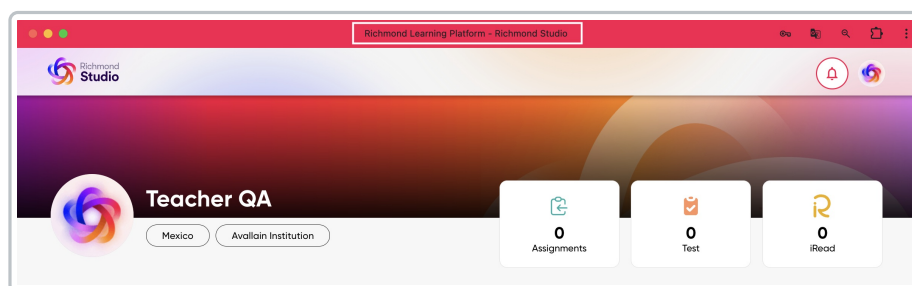 Richmond Learning Platform - Richmond Studio
Richmond
Studio
Teacher QA
Mexico
Avallain Institution
0
Assignments
0
Test
iR
0
iRead